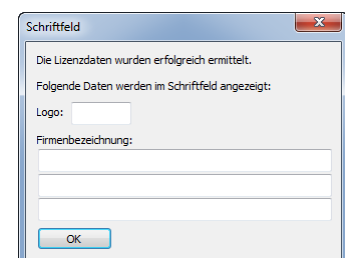 Schriftfeld
Die Lizenzdaten wurden erfolgreich ermittelt.
Folgende Daten werden im Schriftfeld angezeigt:
Logo:
Firmenbezeichnung:
OK